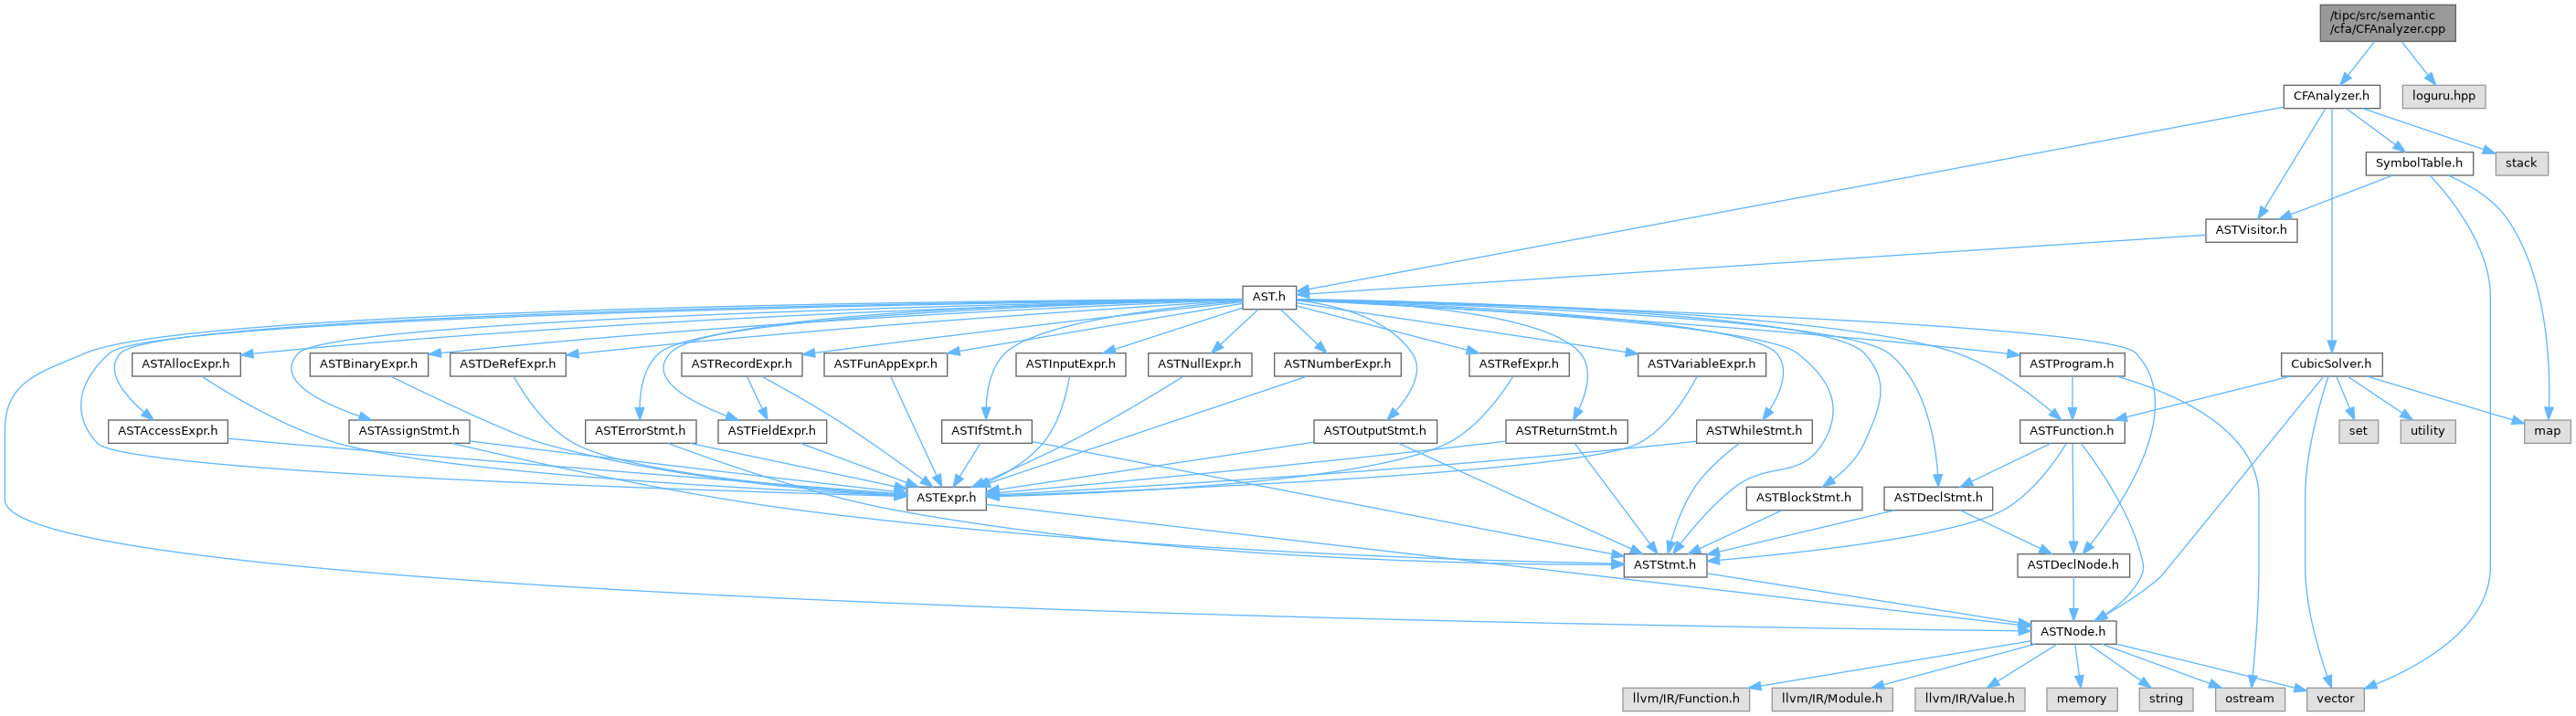 /tipc/src/semantic
/cfa/CFAnalyzer.cpp
CFAnalyzer.h
loguru.hpp
SymbolTable.h
stack
ASTVisitor.h
AST.h
ASTAllocExpr.h
ASTBinaryExpr.h
ASTDeRefExpr.h
ASTRecordExpr.h
ASTFunAppExpr.h
ASTInputExpr.h
ASTNullExpr.h
ASTNumberExpr.h
ASTRefExpr.h
ASTVariableExpr.h
ASTProgram.h
CubicSolver.h
ASTAccessExpr.h
ASTAssignStmt.h
ASTErrorStmt.h
ASTFieldExpr.h
ASTIfStmt.h
ASTOutputStmt.h
ASTReturnStmt.h
ASTWhileStmt.h
ASTFunction.h
set
utility
map
ASTExpr.h
ASTBlockStmt.h
ASTDeclStmt.h
ASTStmt.h
ASTDeclNode.h
ASTNode.h
llvm/IR/Function.h
llvm/IR/Module.h
llvm/IR/Value.h
memory
string
ostream
vector